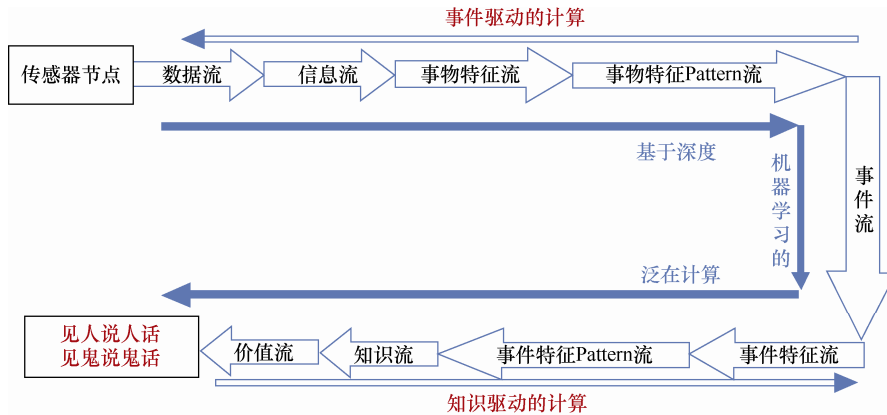 事件驱动的计算
传感器节点
数据流
信息流
事物特征流
事物特征Pattern流
基于深度
机器学习的
事件流
泛在计算
见人说人话
见鬼说鬼话
价值流
知识流
事件特征Pattern流
事件特征流
知识驱动的计算